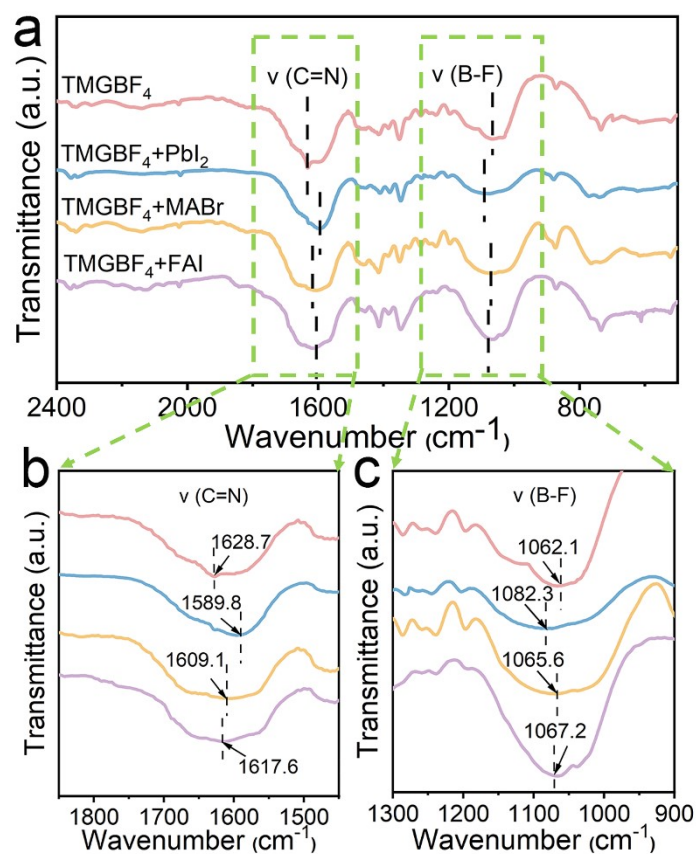 a
Transmittance (a.u.)
ν (C=N)
ν (B-F)
TMGBF₄
TMGBF₄+PbI₂
TMGBF₄+MABr
TMGBF₄+FAI
2400 2000 1600 1200 800
Wavenumber (cm⁻¹)
b
Transmittance (a.u.)
ν (C=N)
1628.7
1589.8
1609.1
1617.6
1800 1700 1600 1500
Wavenumber (cm⁻¹)
c
Transmittance (a.u.)
ν (B-F)
1062.1
1082.3
1065.6
1067.2
1300 1200 1100 1000 900
Wavenumber (cm⁻¹)